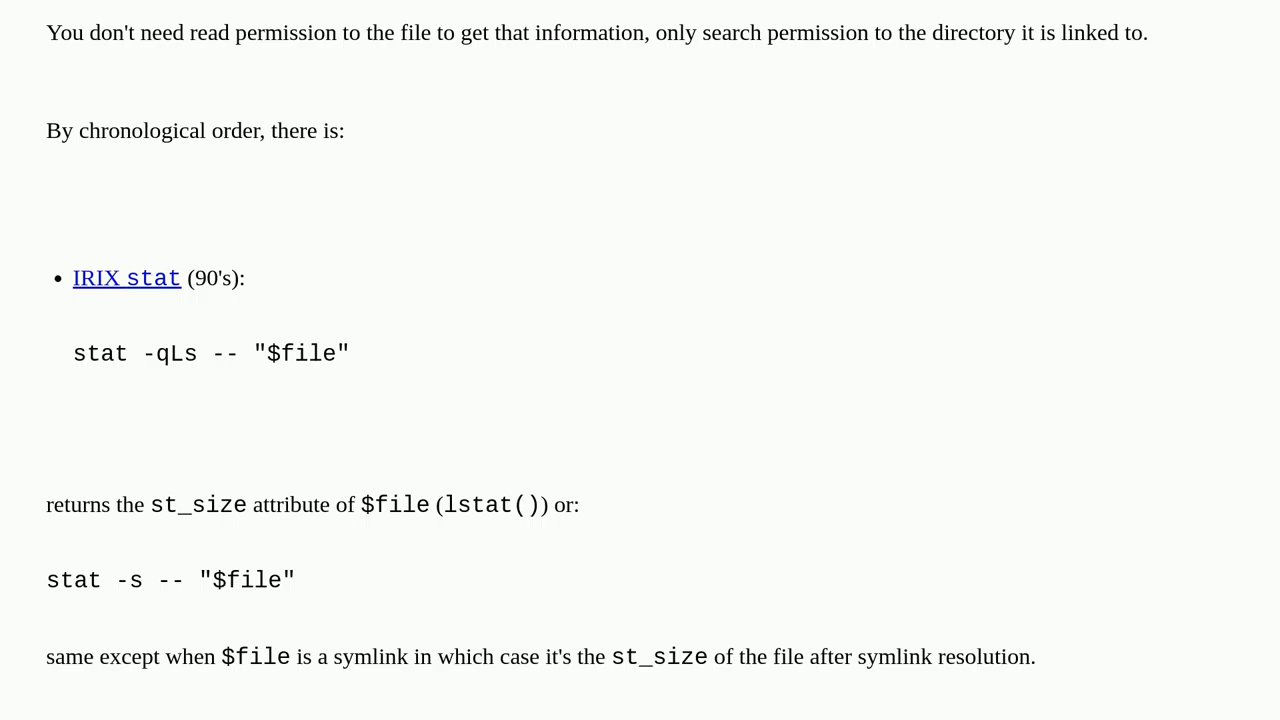 You don't need read permission to the file to get that information, only search permission to the directory it is linked to.
By chronological order, there is:
• IRIX stat (90's):
stat -qLs -- "$file"
returns the st_size attribute of $file (lstat()) or:
stat -s -- "$file"
same except when $file is a symlink in which case it's the st_size of the file after symlink resolution.